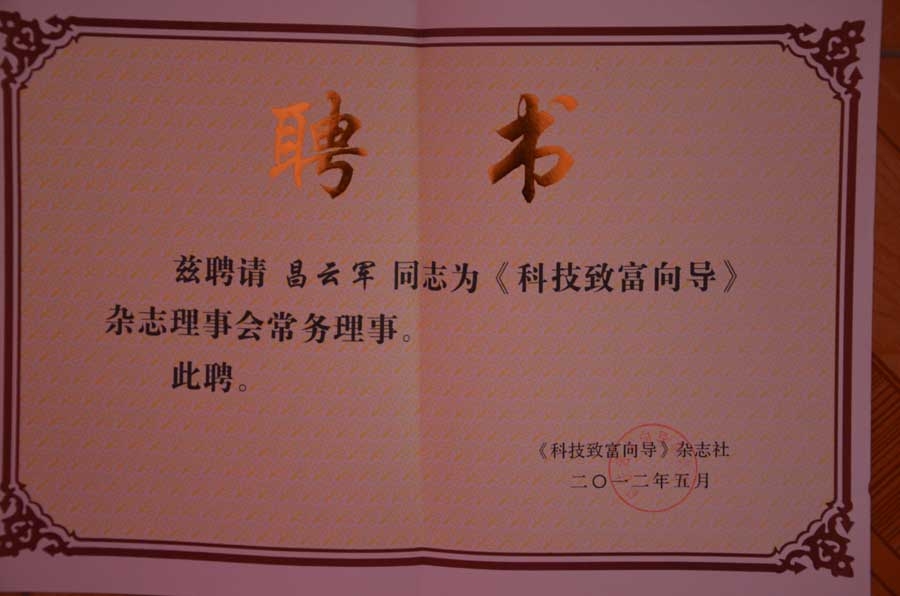 聘 书
兹聘请 昌云军 同志为《科技致富向导》
杂志理事会常务理事。
此聘。
《科技致富向导》杂志社
二〇一二年五月